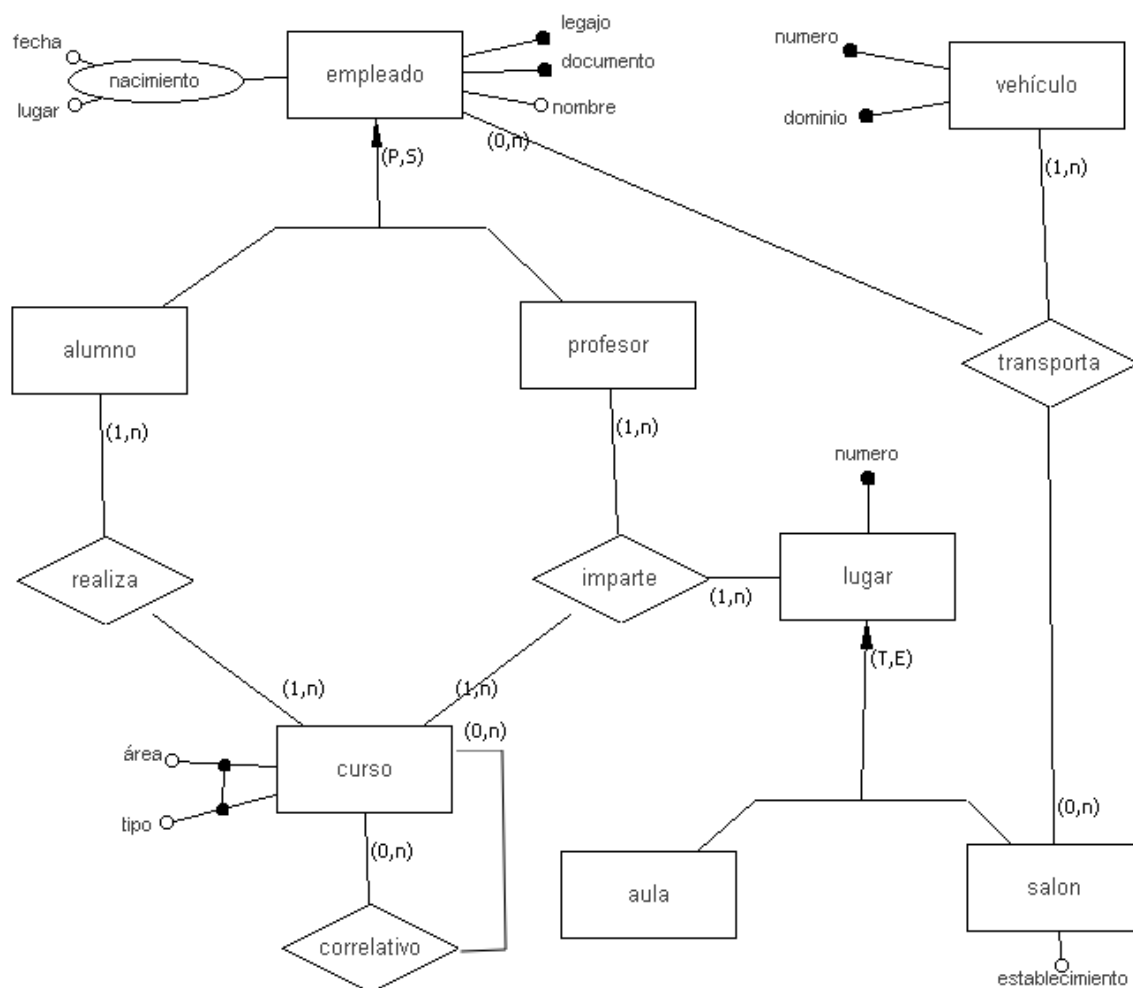 legajo
fecha
numero
documento
empleado
vehículo
nacimiento
lugar
nombre
dominio
(0,n)
(P,S)
(1,n)
alumno
profesor
transporta
(1,n)
(1,n)
numero
realiza
imparte
lugar
(1,n)
(T,E)
(1,n)
(1,n)
(0,n)
área
curso
tipo
(0,n)
(0,n)
aula
salon
correlativo
establecimiento